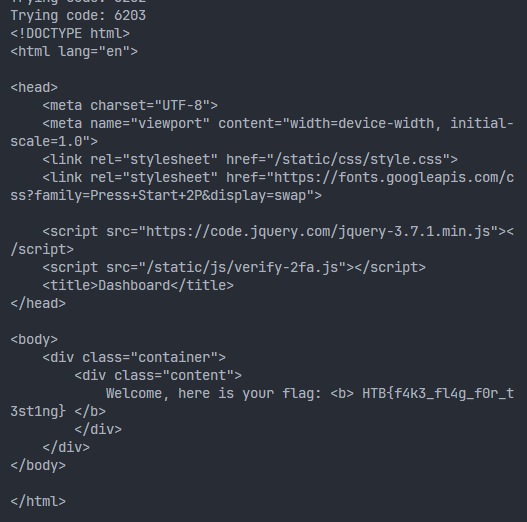 Trying code: 6203
<!DOCTYPE html>
<html lang="en">

<head>
    <meta charset="UTF-8">
    <meta name="viewport" content="width=device-width, initial-
scale=1.0">
    <link rel="stylesheet" href="/static/css/style.css">
    <link rel="stylesheet" href="https://fonts.googleapis.com/c
ss?family=Press+Start+2P&display=swap">

    <script src="https://code.jquery.com/jquery-3.7.1.min.js"><
/script>
    <script src="/static/js/verify-2fa.js"></script>
    <title>Dashboard</title>
</head>

<body>
    <div class="container">
        <div class="content">
            Welcome, here is your flag: <b> HTB{f4k3_fl4g_f0r_t
3st1ng} </b>
        </div>
    </div>
</body>

</html>